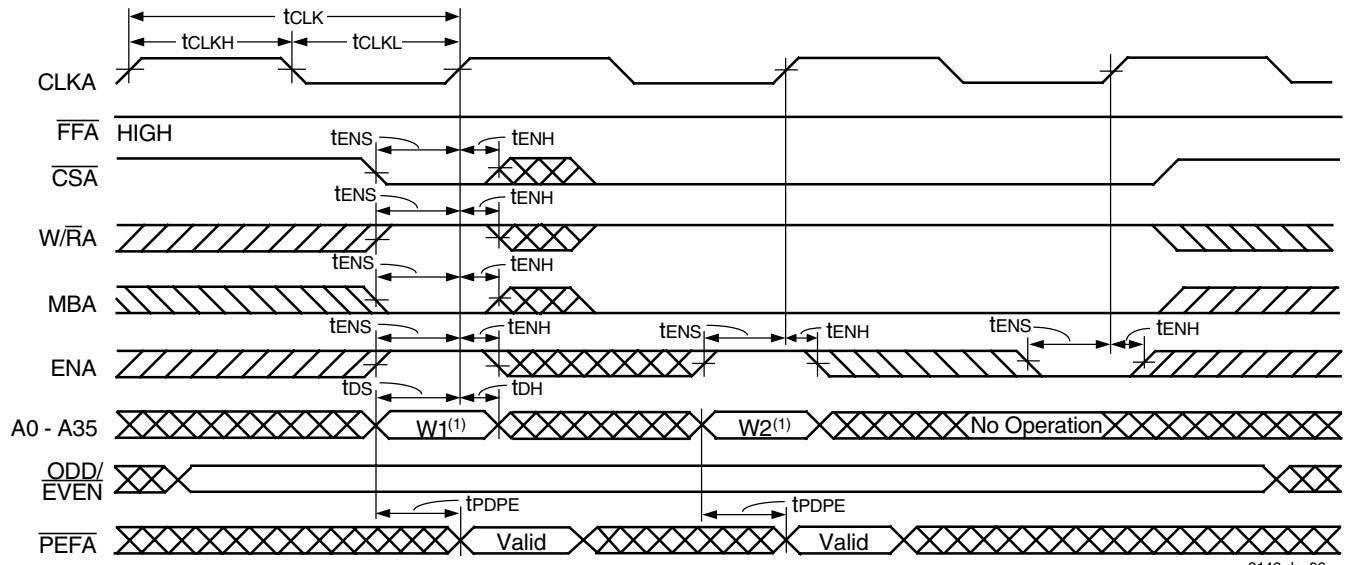 tCLK
tCLKH tCLKL
CLKA
FFA HIGH
tENS tENH
CSA
tENS tENH
W/RA
tENS tENH
MBA
tENS tENH tENS tENH tENS tENH
ENA
tDS tDH
A0 - A35 W1(1) W2(1) No Operation
ODD/
EVEN
tPDPE tPDPE
PEFA Valid Valid